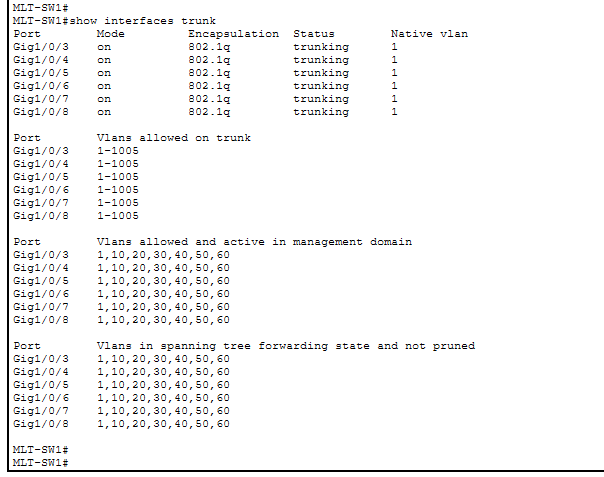 MLT-SW1#
MLT-SW1#show interfaces trunk
Port        Mode         Encapsulation  Status        Native vlan
Gig1/0/3    on           802.1q         trunking      1
Gig1/0/4    on           802.1q         trunking      1
Gig1/0/5    on           802.1q         trunking      1
Gig1/0/6    on           802.1q         trunking      1
Gig1/0/7    on           802.1q         trunking      1
Gig1/0/8    on           802.1q         trunking      1

Port        Vlans allowed on trunk
Gig1/0/3    1-1005
Gig1/0/4    1-1005
Gig1/0/5    1-1005
Gig1/0/6    1-1005
Gig1/0/7    1-1005
Gig1/0/8    1-1005

Port        Vlans allowed and active in management domain
Gig1/0/3    1,10,20,30,40,50,60
Gig1/0/4    1,10,20,30,40,50,60
Gig1/0/5    1,10,20,30,40,50,60
Gig1/0/6    1,10,20,30,40,50,60
Gig1/0/7    1,10,20,30,40,50,60
Gig1/0/8    1,10,20,30,40,50,60

Port        Vlans in spanning tree forwarding state and not pruned
Gig1/0/3    1,10,20,30,40,50,60
Gig1/0/4    1,10,20,30,40,50,60
Gig1/0/5    1,10,20,30,40,50,60
Gig1/0/6    1,10,20,30,40,50,60
Gig1/0/7    1,10,20,30,40,50,60
Gig1/0/8    1,10,20,30,40,50,60

MLT-SW1#
MLT-SW1#